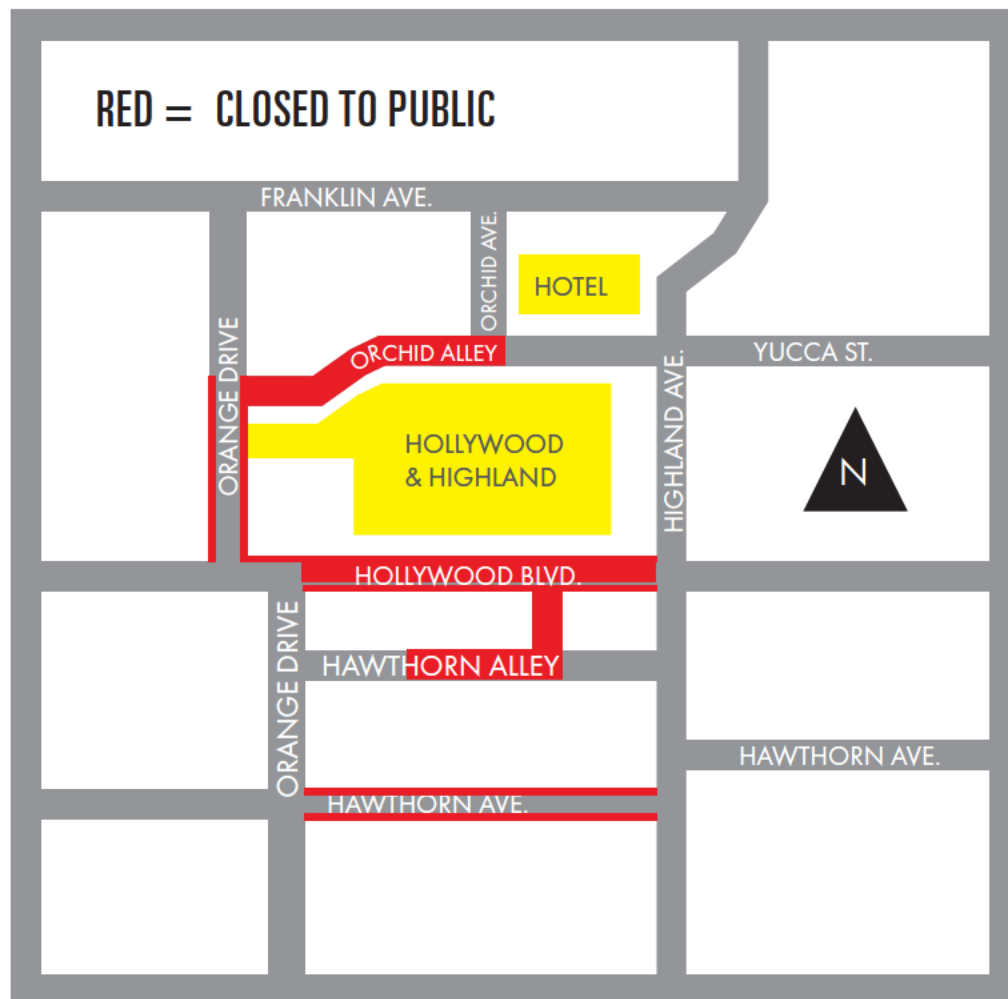 RED = CLOSED TO PUBLIC
FRANKLIN AVE.
ORCHID AVE.
HOTEL
ORCHID ALLEY
YUCCA ST.
ORANGE DRIVE
HOLLYWOOD
& HIGHLAND
HIGHLAND AVE.
N
HOLLYWOOD BLVD.
ORANGE DRIVE
HAWTHORN ALLEY
HAWTHORN AVE.
HAWTHORN AVE.